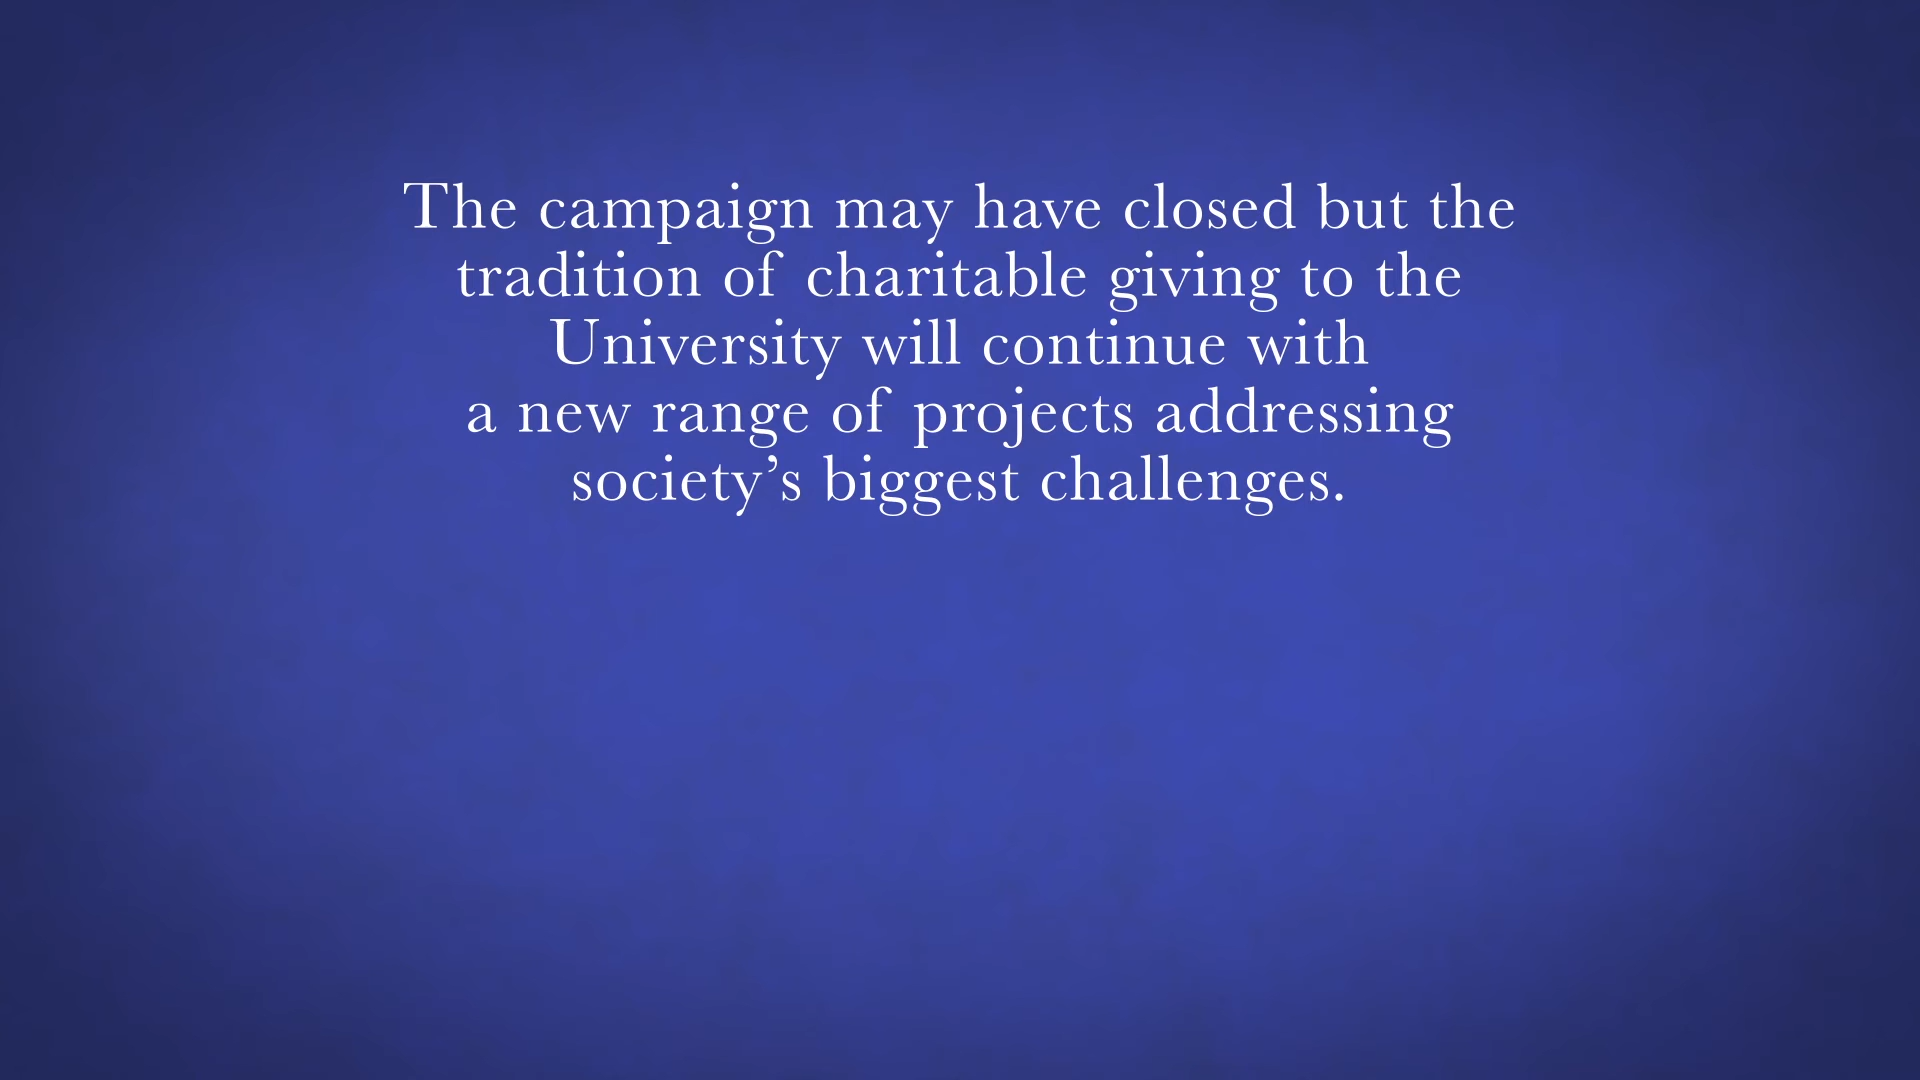 The campaign may have closed but the
tradition of charitable giving to the
University will continue with
a new range of projects addressing
society’s biggest challenges.